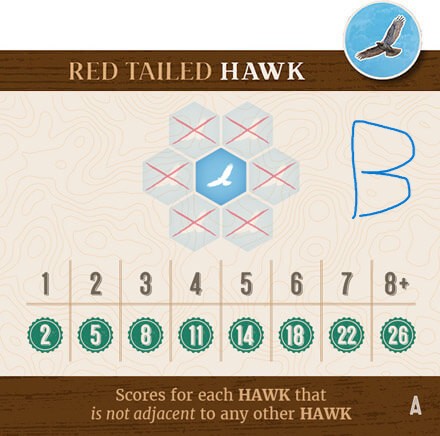 RED TAILED HAWK
B
1 2 3 4 5 6 7 8+
2 5 8 11 14 18 22 26
Scores for each HAWK that
is not adjacent to any other HAWK
A